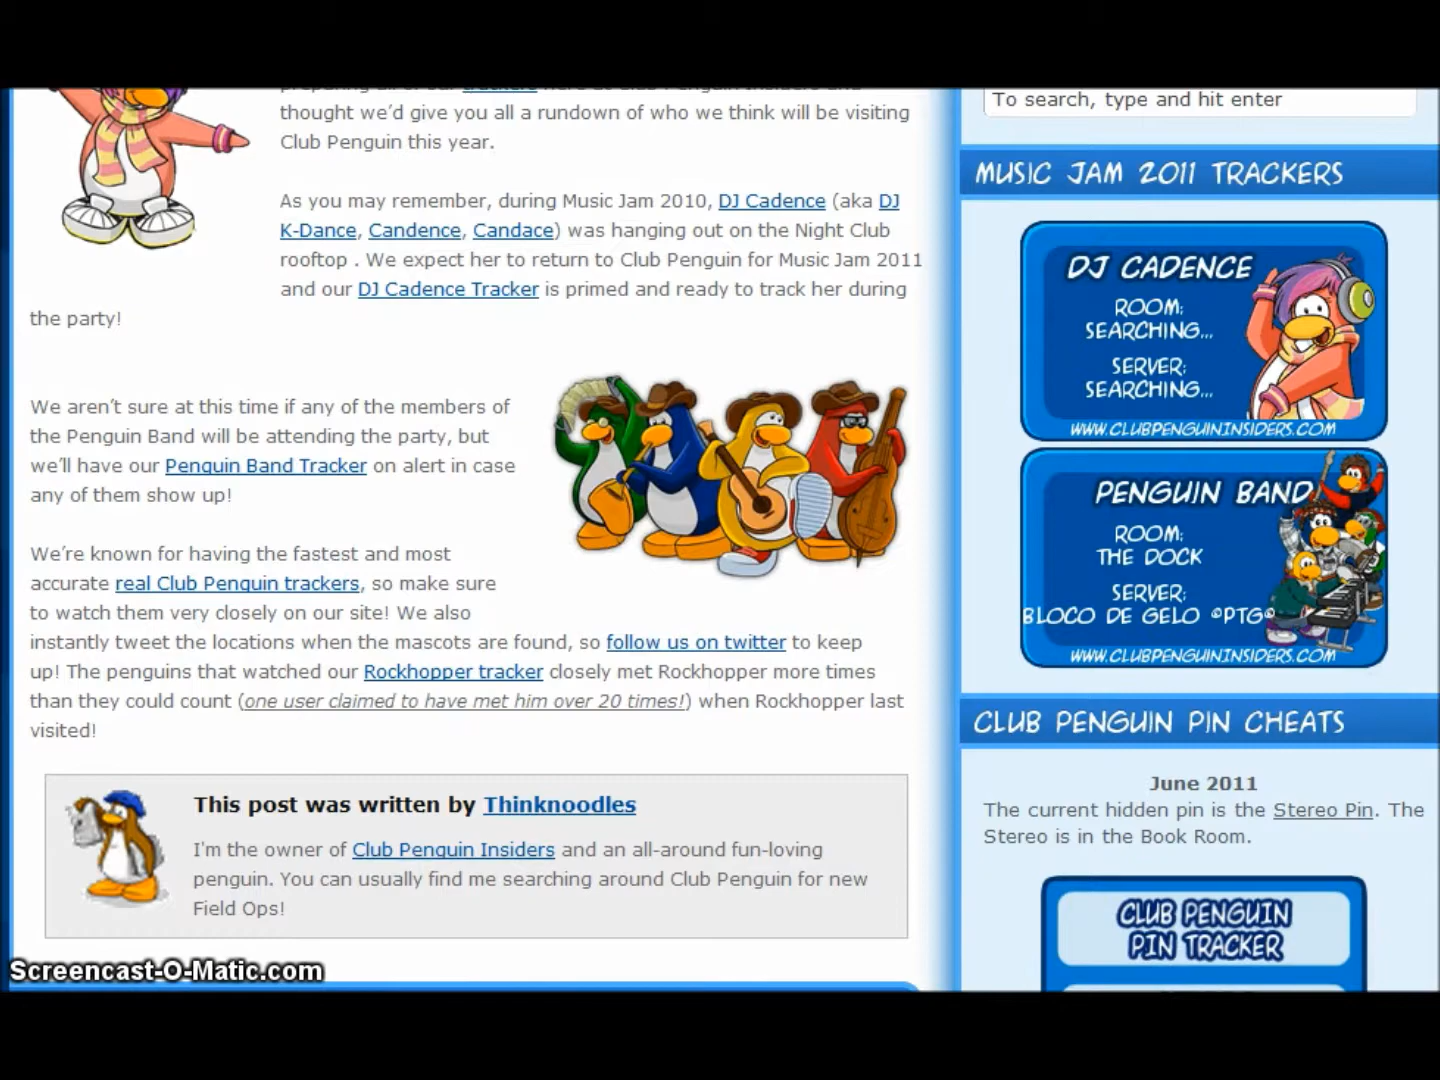 preparing all of our trackers here at Club Penguin Insiders and
thought we'd give you all a rundown of who we think will be visiting
Club Penguin this year.
As you may remember, during Music Jam 2010, DJ Cadence (aka DJ
K-Dance, Candence, Candace) was hanging out on the Night Club
rooftop . We expect her to return to Club Penguin for Music Jam 2011
and our DJ Cadence Tracker is primed and ready to track her during
the party!
We aren't sure at this time if any of the members of
the Penguin Band will be attending the party, but
we'll have our Penguin Band Tracker on alert in case
any of them show up!
We're known for having the fastest and most
accurate real Club Penguin trackers, so make sure
to watch them very closely on our site! We also
instantly tweet the locations when the mascots are found, so follow us on twitter to keep
up! The penguins that watched our Rockhopper tracker closely met Rockhopper more times
than they could count (one user claimed to have met him over 20 times!) when Rockhopper last
visited!
This post was written by Thinknoodles
I'm the owner of Club Penguin Insiders and an all-around fun-loving
penguin. You can usually find me searching around Club Penguin for new
Field Ops!
Screencast-O-Matic.com
To search, type and hit enter
MUSIC JAM 2011 TRACKERS
DJ CADENCE
ROOM:
SEARCHING...
SERVER:
SEARCHING...
WWW.CLUBPENGUININSIDERS.COM
PENGUIN BAND
ROOM:
THE DOCK
SERVER:
BLOCO DE GELO (PTG)
WWW.CLUBPENGUININSIDERS.COM
CLUB PENGUIN PIN CHEATS
June 2011
The current hidden pin is the Stereo Pin. The
Stereo is in the Book Room.
CLUB PENGUIN
PIN TRACKER